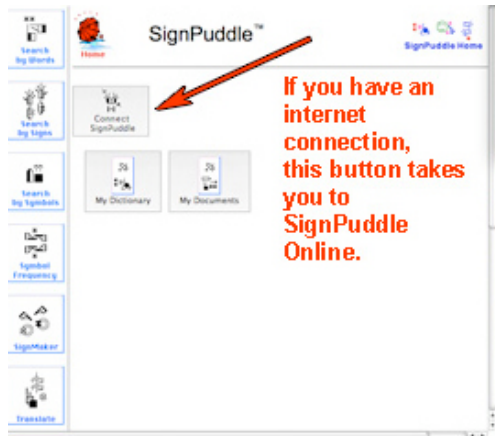 SignPuddle™
Home
SignPuddle Home
Search
by Words
Search
by Signs
Search
by Symbols
Symbol
Frequency
SignMaker
Translate
Connect
SignPuddle
My Dictionary
My Documents
If you have an
internet
connection,
this button takes
you to
SignPuddle
Online.